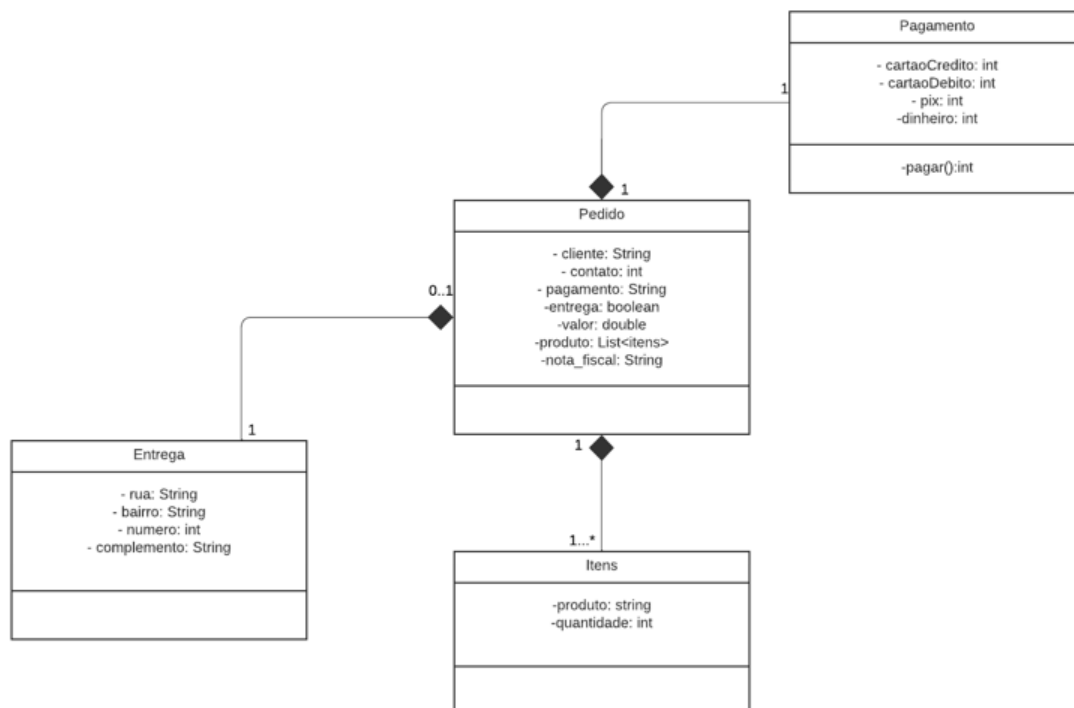 Pagamento
- cartaoCredito: int
- cartaoDebito: int
- pix: int
-dinheiro: int
-pagar():int
1
1
Pedido
- cliente: String
- contato: int
- pagamento: String
-entrega: boolean
-valor: double
-produto: List<itens>
-nota_fiscal: String
0..1
1
Entrega
- rua: String
- bairro: String
- numero: int
- complemento: String
1
1...*
Itens
-produto: string
-quantidade: int